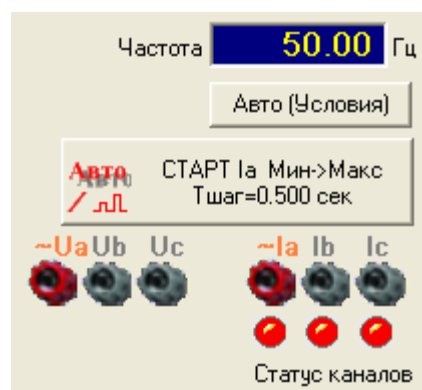 Частота 50.00 Гц
Авто (Условия)
Авто СТАРТ Ia Мин->Макс
Тшаг=0.500 сек
~Ua Ub Uc ~Ia Ib Ic
Статус каналов